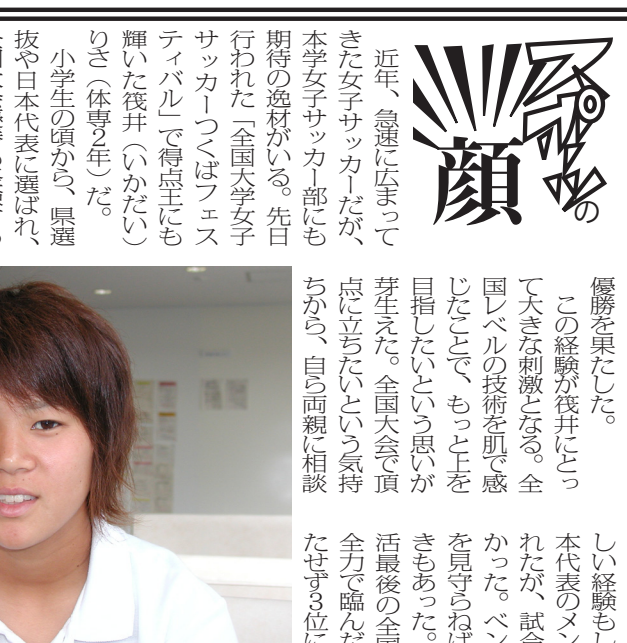 スポーツの
顔
近年、急速に広まって
きた女子サッカーだが、
本学女子サッカー部にも
期待の逸材がいる。先日
行われた「全国大学女子
サッカーつくばフェス
ティバル」で得点王にも
輝いた筏井（いかだい）
りさ（体専2年）だ。
小学生の頃から、県選
抜や日本代表に選ばれ、
優勝を果たした。
この経験が筏井にとっ
て大きな刺激となる。全
国レベルの技術を肌で感
じたことで、もっと上を
目指したいという思いが
芽生えた。全国大会で頂
点に立ちたいという気持
ちから、自ら両親に相談
しい経験もし
本代表のメン
れたが、試合
かった。ベン
を見守らねば
きもあった。
活最後の全国
全力で臨んだ
たせず3位に